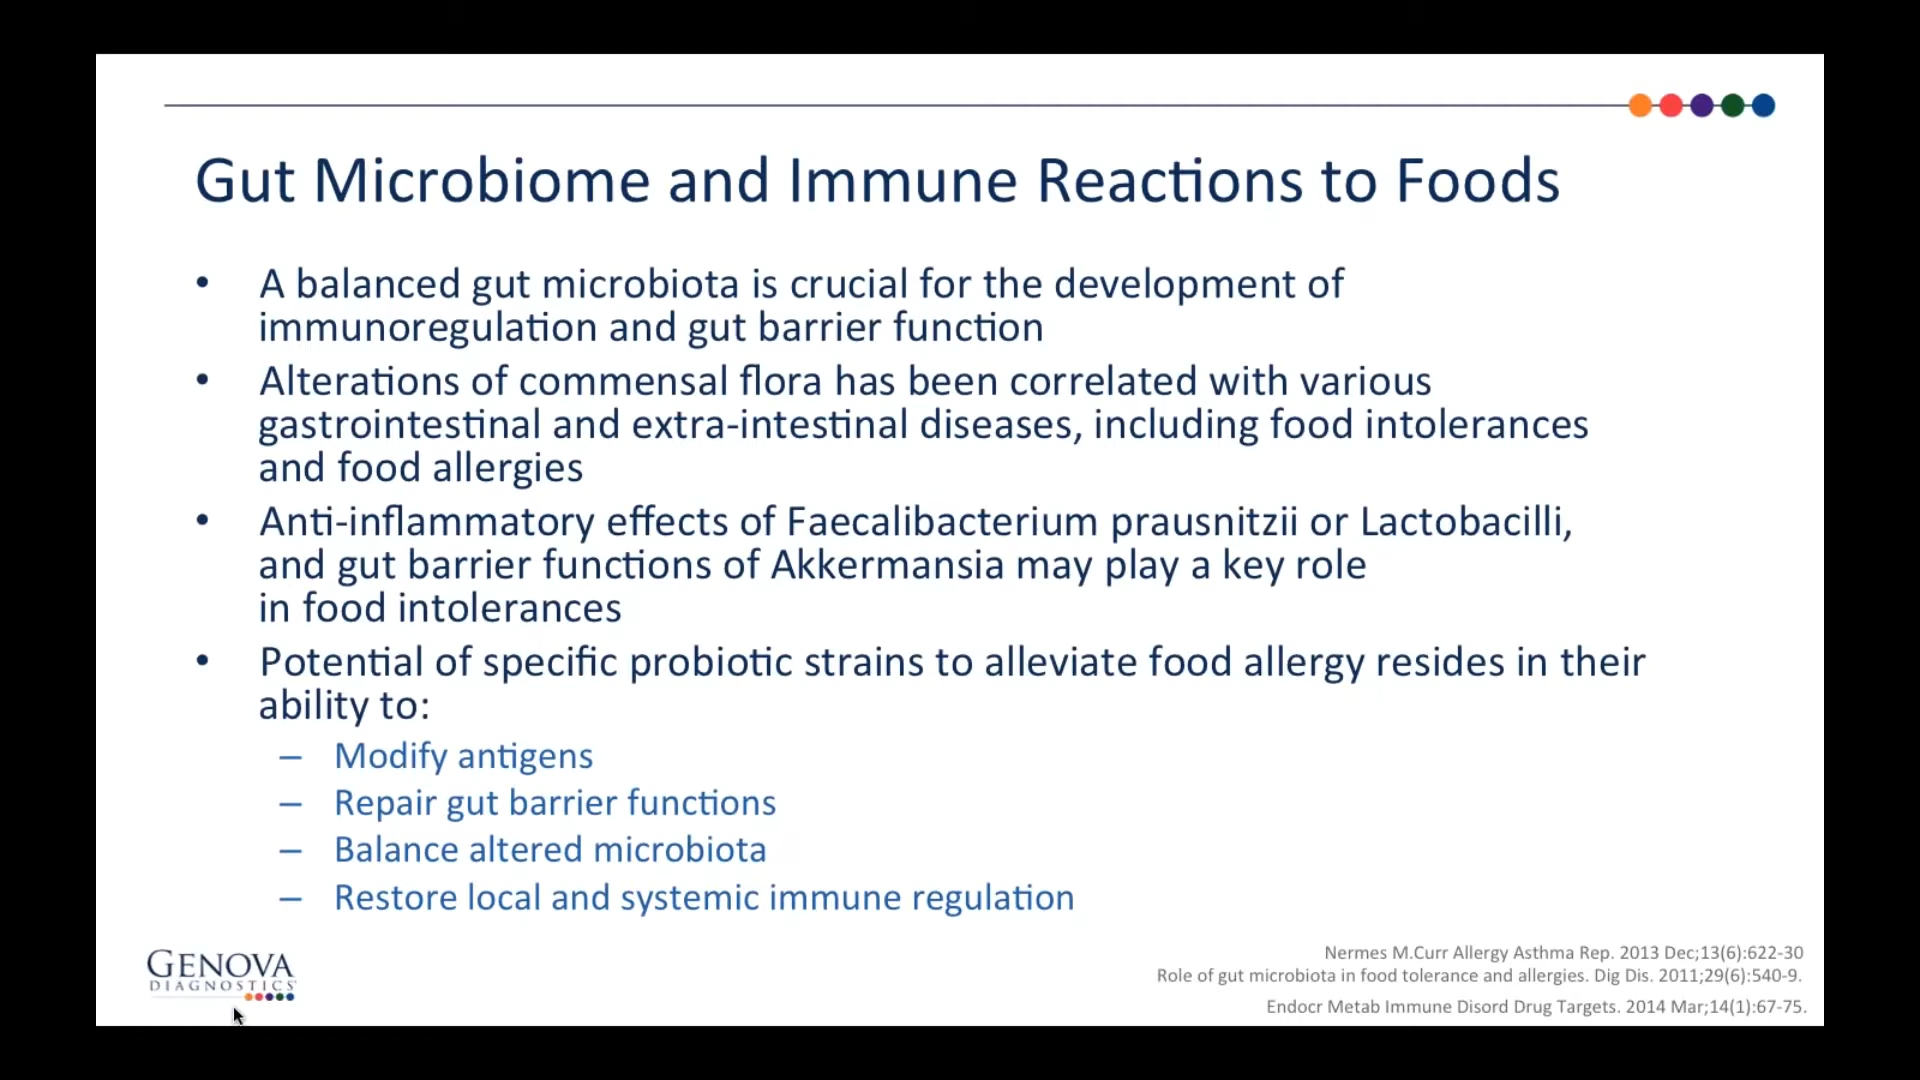 Gut Microbiome and Immune Reactions to Foods
• A balanced gut microbiota is crucial for the development of
immunoregulation and gut barrier function
• Alterations of commensal flora has been correlated with various
gastrointestinal and extra-intestinal diseases, including food intolerances
and food allergies
• Anti-inflammatory effects of Faecalibacterium prausnitzii or Lactobacilli,
and gut barrier functions of Akkermansia may play a key role
in food intolerances
• Potential of specific probiotic strains to alleviate food allergy resides in their
ability to:
– Modify antigens
– Repair gut barrier functions
– Balance altered microbiota
– Restore local and systemic immune regulation
GENOVA
DIAGNOSTICS
Nermes M.Curr Allergy Asthma Rep. 2013 Dec;13(6):622-30
Role of gut microbiota in food tolerance and allergies. Dig Dis. 2011;29(6):540-9.
Endocr Metab Immune Disord Drug Targets. 2014 Mar;14(1):67-75.